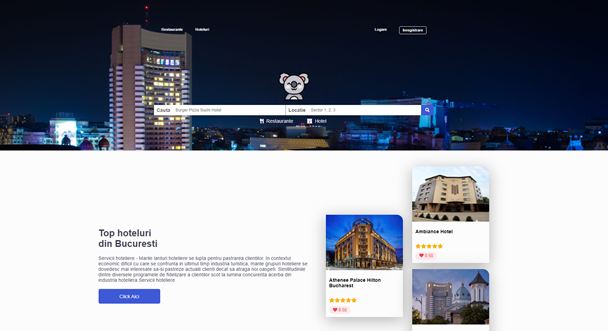 Restaurante Hoteluri Logare Inregistrare
Cauta Burger Pizza Sushi Hotel Locatie Sector 1, 2, 3
Restaurante Hotel
Top hoteluri
din Bucuresti
Servicii hoteliere - Marile lanturi hoteliere se lupta pentru pastrarea clientilor. In contextul
economic dificil cu care se confrunta in ultimul timp industria turistica, marile grupuri hoteliere se
dovedesc mai interesate sa-si pastreze actualii clienti decat sa atraga noi oaspeti. Similitudinile
dintre diversele programe de fidelizare a clientilor scot la lumina concurenta acerba din
industria hoteliera.Servicii hoteliere
Click Aici
Athenee Palace Hilton
Bucharest
Ambiance Hotel